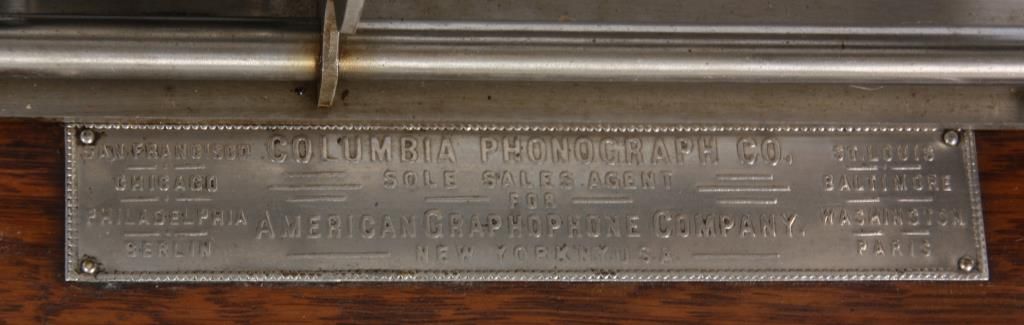 SAN FRANCISCO
CHICAGO
PHILADELPHIA
BERLIN
COLUMBIA PHONOGRAPH CO.
SOLE SALES AGENT
FOR
AMERICAN GRAPHOPHONE COMPANY.
NEW YORK N.Y. U.S.A.
ST. LOUIS
BALTIMORE
WASHINGTON
PARIS